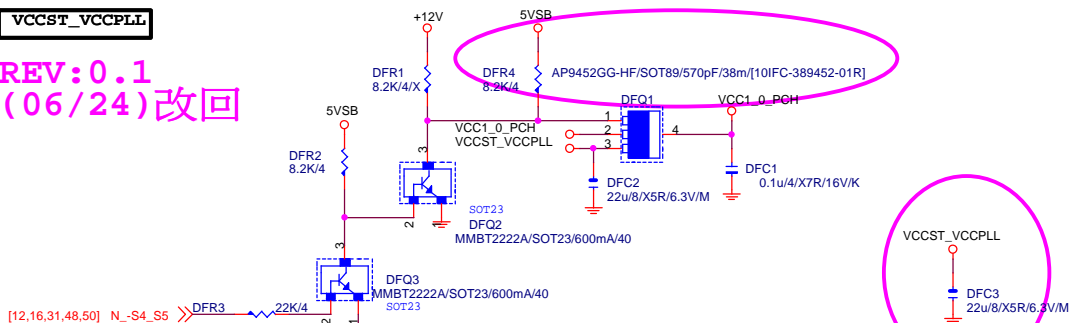 VCCST_VCCPLL
REV:0.1
(06/24)改回
+12V
5VSB
DFR1
8.2K/4/X
DFR4
8.2K/4
AP9452GG-HF/SOT89/570pF/38m/[10IFC-389452-01R]
DFQ1
VCC1_0_PCH
1
2
3
4
VCC1_0_PCH
VCCST_VCCPLL
5VSB
DFR2
8.2K/4
3
2
1
SOT23
DFQ2
MMBT2222A/SOT23/600mA/40
DFC2
22u/8/X5R/6.3V/M
DFC1
0.1u/4/X7R/16V/K
VCCST_VCCPLL
DFC3
22u/8/X5R/6.3V/M
3
DFQ3
MMBT2222A/SOT23/600mA/40
SOT23
2
1
[12,16,31,48,50] N_-S4_S5
DFR3
22K/4